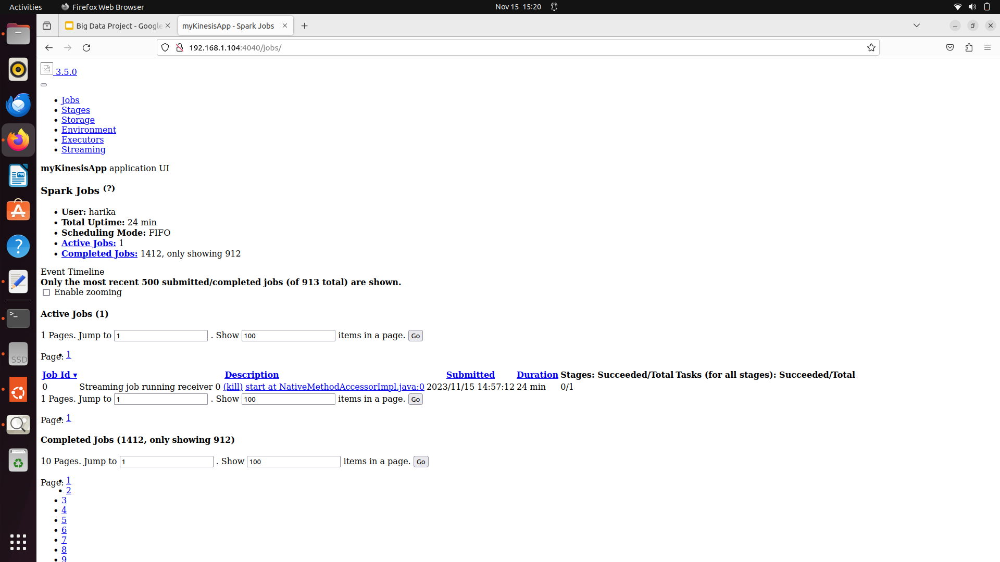 Activities
Firefox Web Browser
Nov 15 15:20
Big Data Project - Google
myKinesisApp - Spark Jobs
192.168.1.104:4040/jobs/
3.5.0
Jobs
Stages
Storage
Environment
Executors
Streaming
myKinesisApp application UI
Spark Jobs (?)
User: harika
Total Uptime: 24 min
Scheduling Mode: FIFO
Active Jobs: 1
Completed Jobs: 1412, only showing 912
Event Timeline
Only the most recent 500 submitted/completed jobs (of 913 total) are shown.
Enable zooming
Active Jobs (1)
1 Pages. Jump to 1 . Show 100 items in a page. Go
Page: 1
Job Id ▾ Description Submitted Duration Stages: Succeeded/Total Tasks (for all stages): Succeeded/Total
0 Streaming job running receiver 0 (kill) start at NativeMethodAccessorImpl.java:0 2023/11/15 14:57:12 24 min 0/1
1 Pages. Jump to 1 . Show 100 items in a page. Go
Page: 1
Completed Jobs (1412, only showing 912)
10 Pages. Jump to 1 . Show 100 items in a page. Go
Page: 1
2
3
4
5
6
7
8
9
SSD